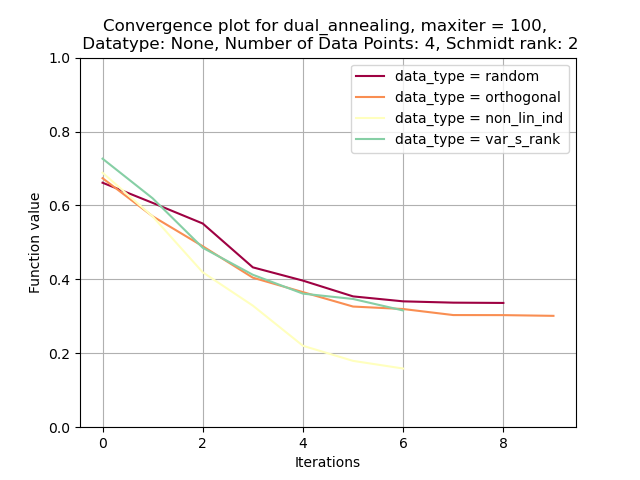 Convergence plot for dual_annealing, maxiter = 100,
Datatype: None, Number of Data Points: 4, Schmidt rank: 2
data_type = random
data_type = orthogonal
data_type = non_lin_ind
data_type = var_s_rank
Function value
1.0
0.8
0.6
0.4
0.2
0.0
0 2 4 6 8
Iterations